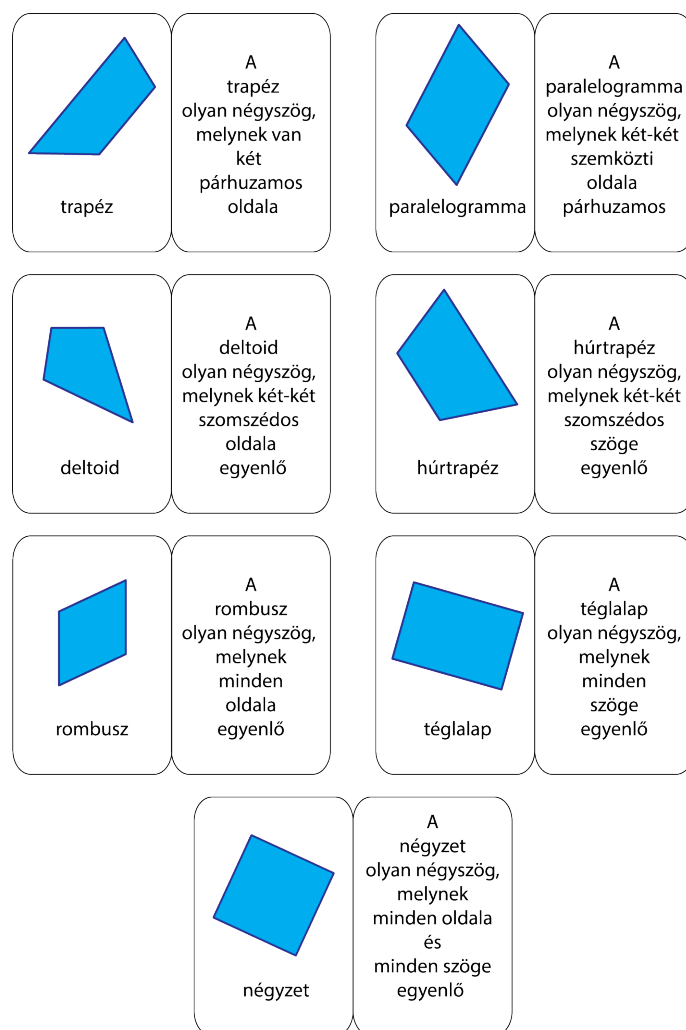 trapéz
A
trapéz
olyan négyszög,
melynek van
két
párhuzamos
oldala
paralelogramma
A
paralelogramma
olyan négyszög,
melynek két-két
szemközti
oldala
párhuzamos
deltoid
A
deltoid
olyan négyszög,
melynek két-két
szomszédos
oldala
egyenlő
húrtrapéz
A
húrtrapéz
olyan négyszög,
melynek két-két
szomszédos
szöge
egyenlő
rombusz
A
rombusz
olyan négyszög,
melynek
minden
oldala
egyenlő
téglalap
A
téglalap
olyan négyszög,
melynek
minden
szöge
egyenlő
négyzet
A
négyzet
olyan négyszög,
melynek
minden oldala
és
minden szöge
egyenlő